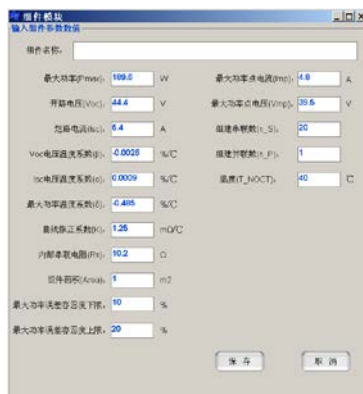 组件模块
输入组件参数数值
组件名称:
最大功率(Pmax): 189.6 W
最大功率点电流(Imp): 4.8 A
开路电压(Voc): 44.4 V
最大功率点电压(Vmp): 39.5 V
短路电流(Isc): 5.4 A
组建串联数(n_S): 20
Voc电压温度系数(β): -0.0026 %/℃
组建并联数(n_P): 1
Isc电压温度系数(α): 0.0009 %/℃
温度(T_NOCT): 40 ℃
最大功率温度系数(δ): -0.485 %/℃
曲线修正系数(K): 1.25 mΩ/℃
内部串联电阻(Rs): 10.2 Ω
组件面积(Area): 1 m2
最大功率误差容忍度下限: 10 %
最大功率误差容忍度上限: 20 %
保存
取消